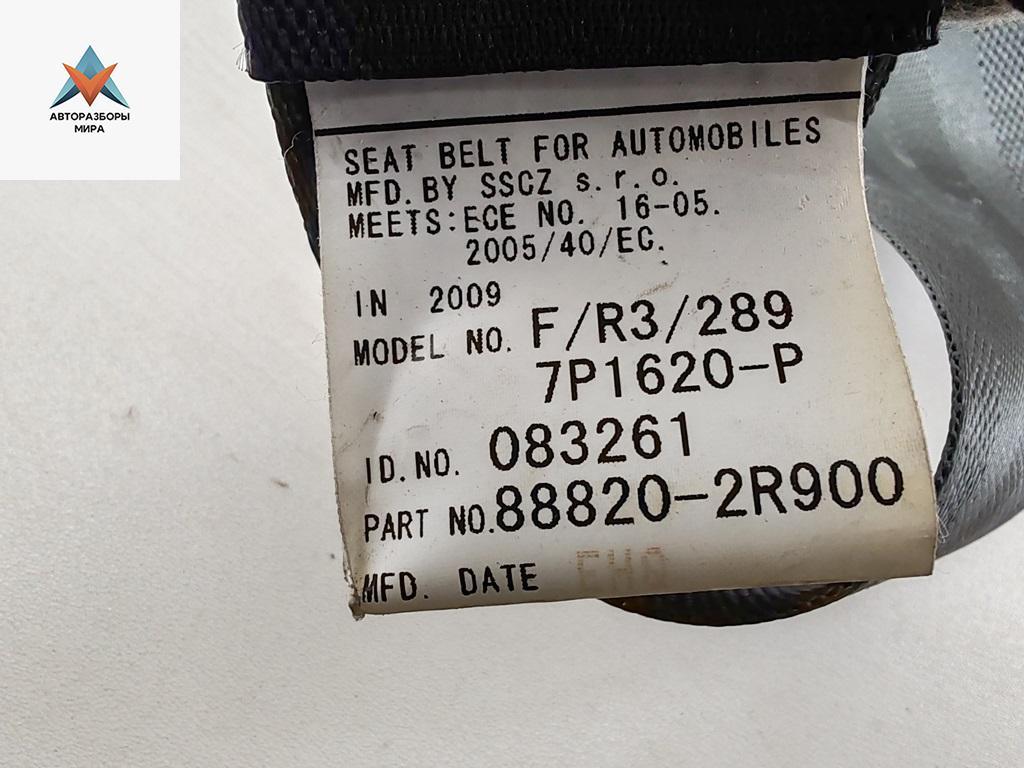 АВТОРАЗБОРЫ
МИРА
SEAT BELT FOR AUTOMOBILES
MFD.BY SSCZ s.r.o.
MEETS:ECE NO. 16-05.
2005/40/EC.
IN 2009
MODEL NO. F/R3/289
7P1620-P
ID.NO. 083261
PART NO.88820-2R900
MFD. DATE